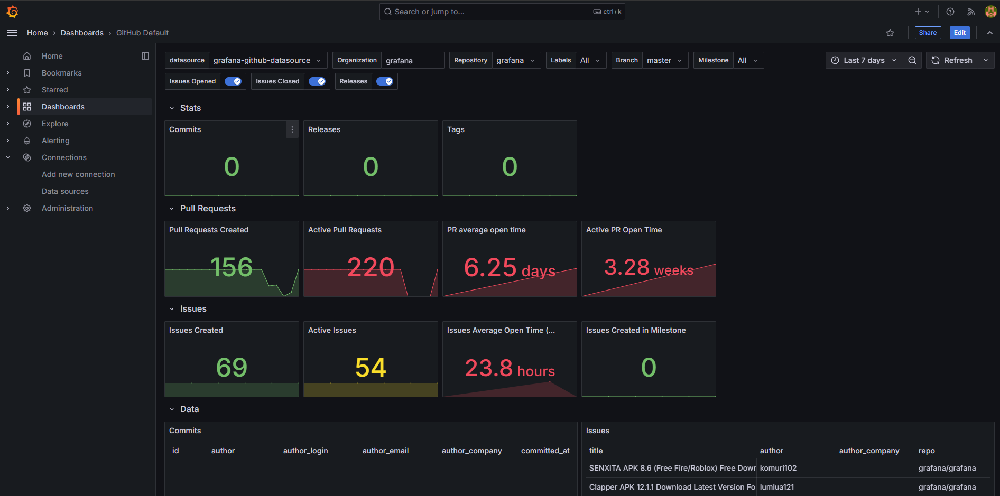 Search or jump to...
ctrl+k
Home › Dashboards › GitHub Default
Share
Edit
Home
Bookmarks
Starred
Dashboards
Explore
Alerting
Connections
Add new connection
Data sources
Administration
datasource grafana-github-datasource
Organization grafana
Repository grafana
Labels All
Branch master
Milestone All
Last 7 days
Refresh
Issues Opened
Issues Closed
Releases
Stats
Commits
0
Releases
0
Tags
0
Pull Requests
Pull Requests Created
156
Active Pull Requests
220
PR average open time
6.25 days
Active PR Open Time
3.28 weeks
Issues
Issues Created
69
Active Issues
54
Issues Average Open Time (...
23.8 hours
Issues Created in Milestone
0
Data
Commits
id author author_login author_email author_company committed_at
Issues
title author author_company repo
SENXITA APK 8.6 (Free Fire/Roblox) Free Down komuri102 grafana/grafana
Clapper APK 12.1.1 Download Latest Version Fo lumlua121 grafana/grafana